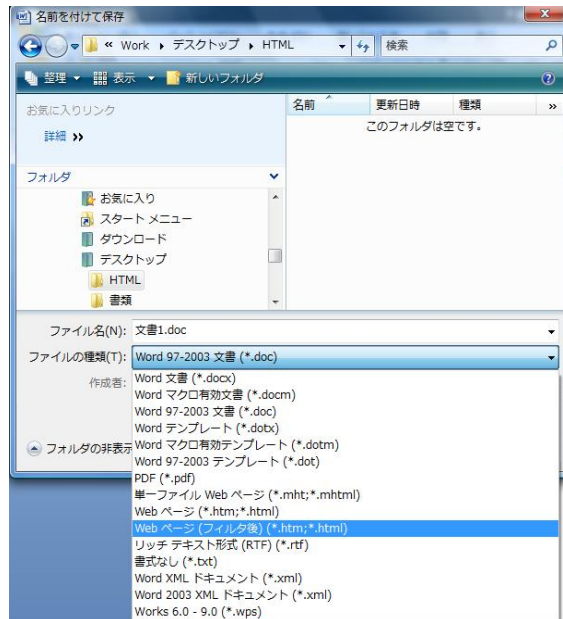 名前を付けて保存
« Work ▸ デスクトップ ▸ HTML
検索
整理 表示 新しいフォルダ
お気に入りリンク
詳細 »
名前 更新日時 種類 »
このフォルダは空です。
フォルダ
お気に入り
スタート メニュー
ダウンロード
デスクトップ
HTML
書類
ファイル名(N): 文書1.doc
ファイルの種類(T): Word 97-2003 文書 (*.doc)
作成者:
フォルダの非表示
Word 文書 (*.docx)
Word マクロ有効文書 (*.docm)
Word 97-2003 文書 (*.doc)
Word テンプレート (*.dotx)
Word マクロ有効テンプレート (*.dotm)
Word 97-2003 テンプレート (*.dot)
PDF (*.pdf)
単一ファイル Web ページ (*.mht;*.mhtml)
Web ページ (*.htm;*.html)
Web ページ (フィルタ後) (*.htm;*.html)
リッチ テキスト形式 (RTF) (*.rtf)
書式なし (*.txt)
Word XML ドキュメント (*.xml)
Word 2003 XML ドキュメント (*.xml)
Works 6.0 - 9.0 (*.wps)